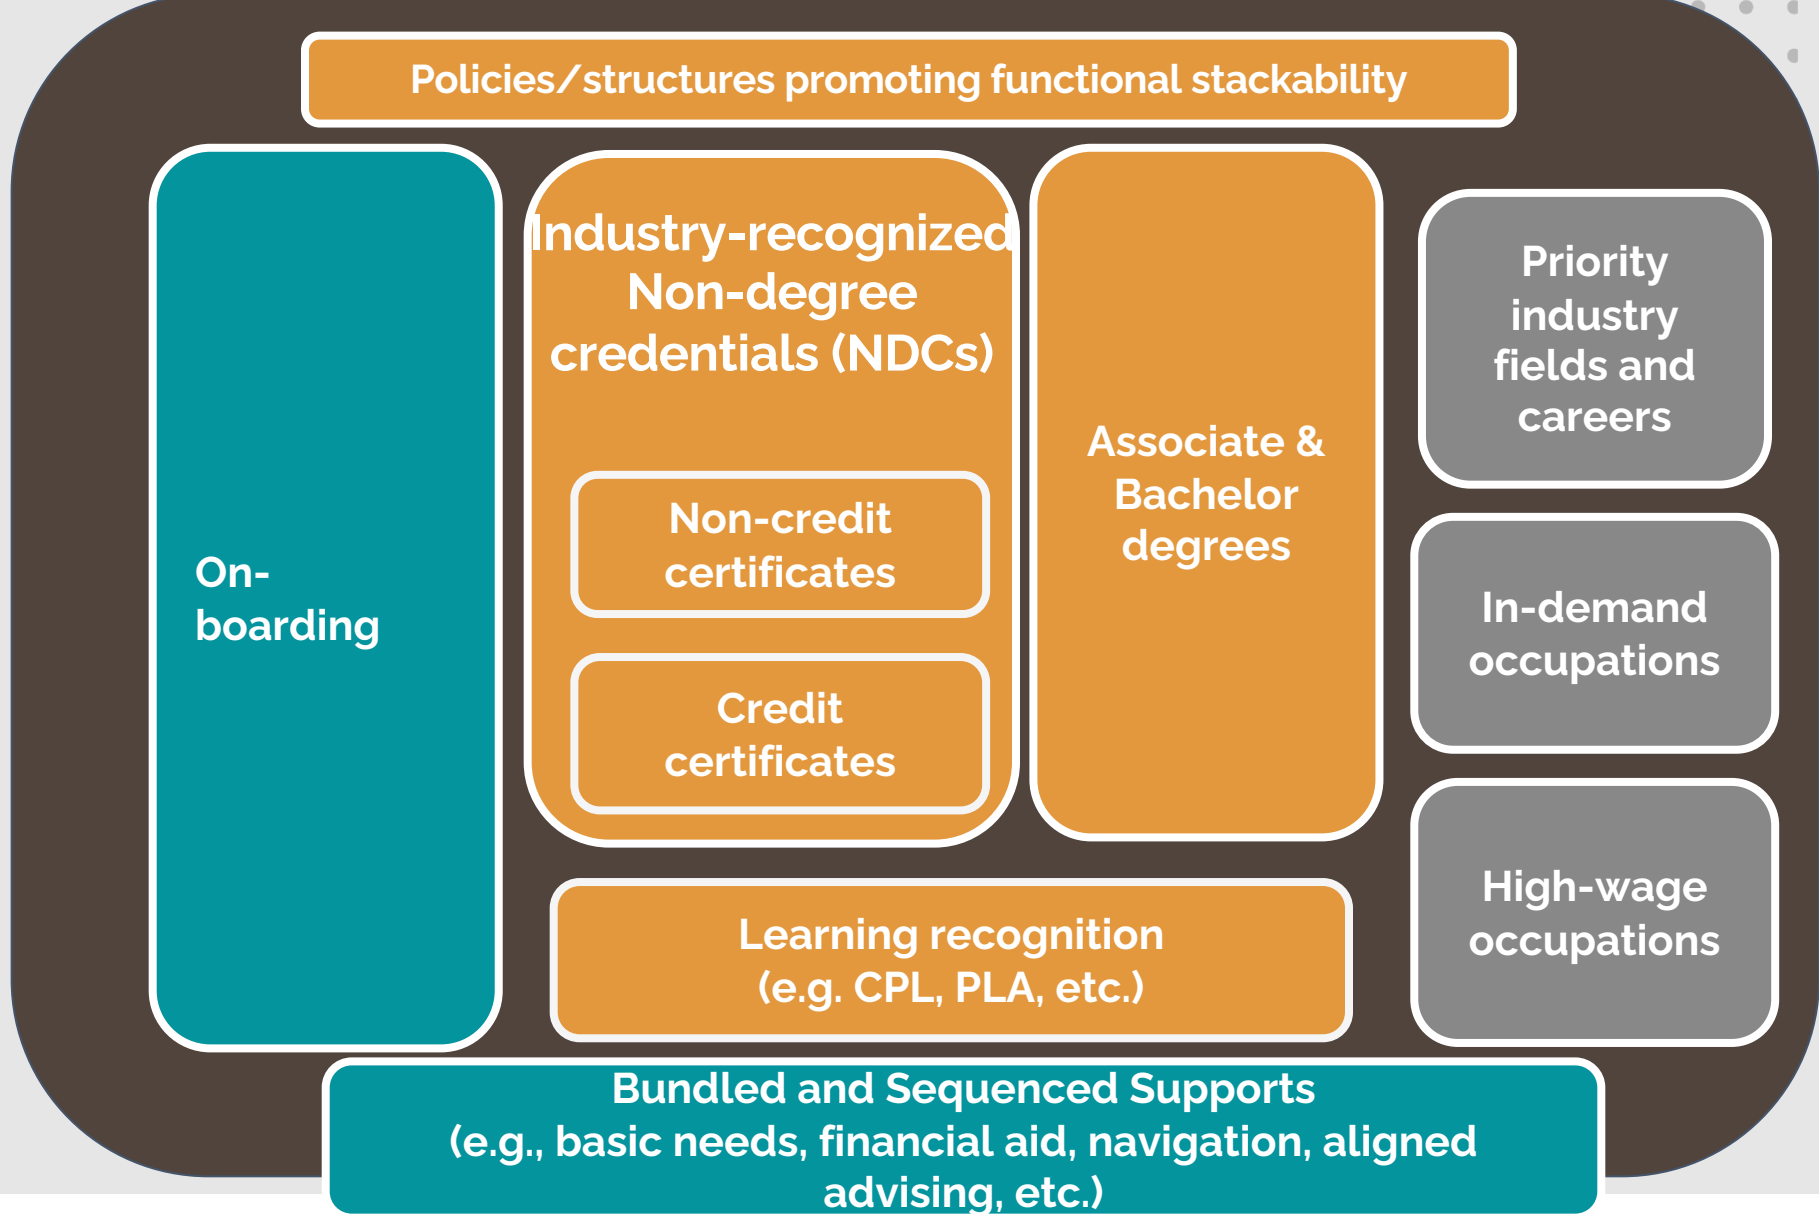 Policies/structures promoting functional stackability
On-
boarding
Industry-recognized
Non-degree
credentials (NDCs)
Non-credit
certificates
Credit
certificates
Associate &
Bachelor
degrees
Learning recognition
(e.g. CPL, PLA, etc.)
Priority
industry
fields and
careers
In-demand
occupations
High-wage
occupations
Bundled and Sequenced Supports
(e.g., basic needs, financial aid, navigation, aligned
advising, etc.)